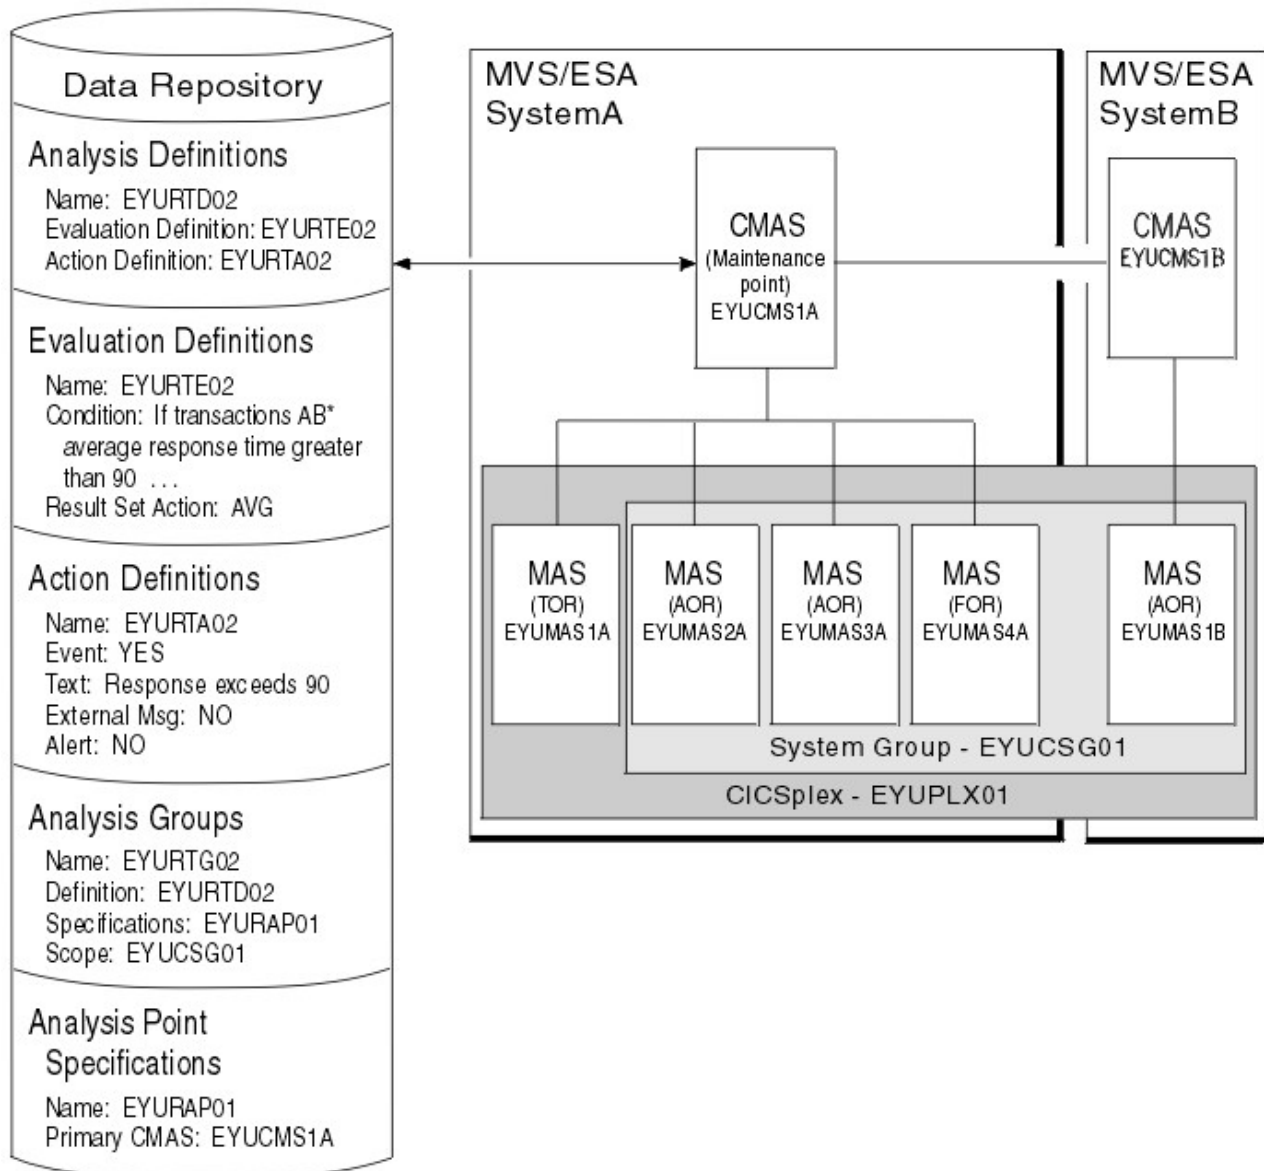 Data Repository
Analysis Definitions
Name: EYURTD02
Evaluation Definition: EYURTE02
Action Definition: EYURTA02
Evaluation Definitions
Name: EYURTE02
Condition: If transactions AB*
average response time greater
than 90 ...
Result Set Action: AVG
Action Definitions
Name: EYURTA02
Event: YES
Text: Response exceeds 90
External Msg: NO
Alert: NO
Analysis Groups
Name: EYURTG02
Definition: EYURTD02
Specifications: EYURAP01
Scope: EYUCSG01
Analysis Point
Specifications
Name: EYURAP01
Primary CMAS: EYUCMS1A
MVS/ESA
SystemA
CMAS
(Maintenance
point)
EYUCMS1A
MVS/ESA
SystemB
CMAS
EYUCMS1B
MAS
(TOR)
EYUMAS1A
MAS
(AOR)
EYUMAS2A
MAS
(AOR)
EYUMAS3A
MAS
(FOR)
EYUMAS4A
MAS
(AOR)
EYUMAS1B
System Group - EYUCSG01
CICSplex - EYUPLX01